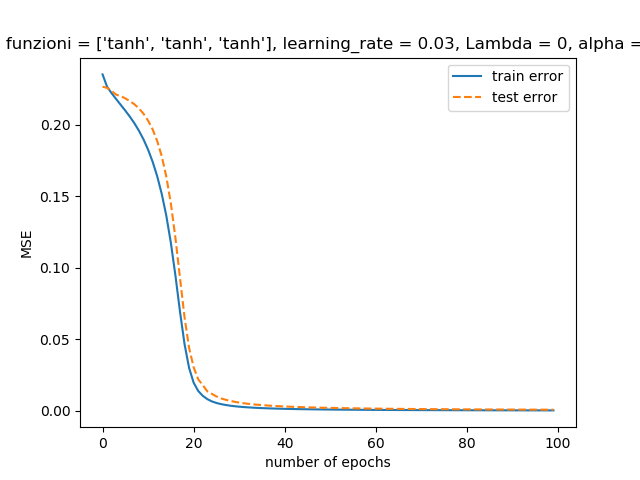 funzioni = ['tanh', 'tanh', 'tanh'], learning_rate = 0.03, Lambda = 0, alpha =
train error
test error
0.20
0.15
0.10
0.05
0.00
MSE
0 20 40 60 80 100
number of epochs